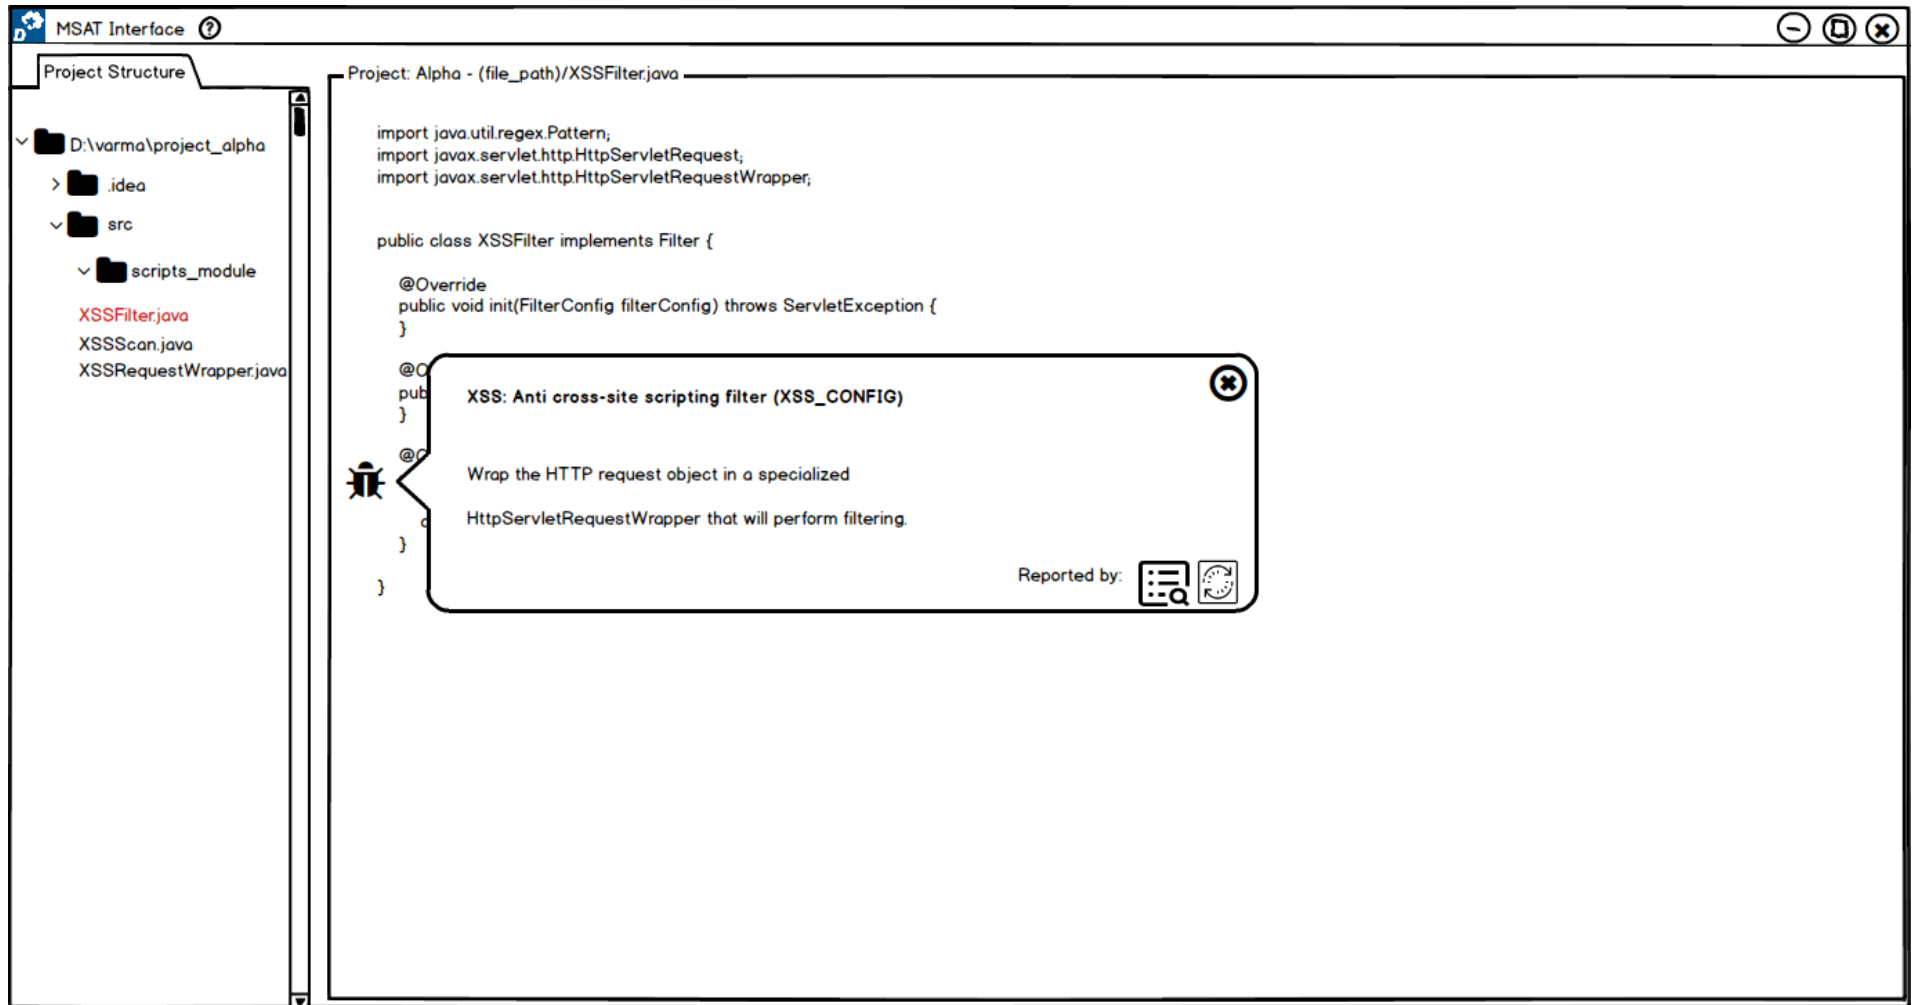 MSAT Interface
Project Structure
D:\varma\project_alpha
.idea
src
scripts_module
XSSFilter.java
XSSScan.java
XSSRequestWrapper.java
Project: Alpha - (file_path)/XSSFilter.java
import java.util.regex.Pattern;
import javax.servlet.http.HttpServletRequest;
import javax.servlet.http.HttpServletRequestWrapper;
public class XSSFilter implements Filter {
@Override
public void init(FilterConfig filterConfig) throws ServletException {
}
}
}
}
XSS: Anti cross-site scripting filter (XSS_CONFIG)
Wrap the HTTP request object in a specialized
HttpServletRequestWrapper that will perform filtering.
Reported by: